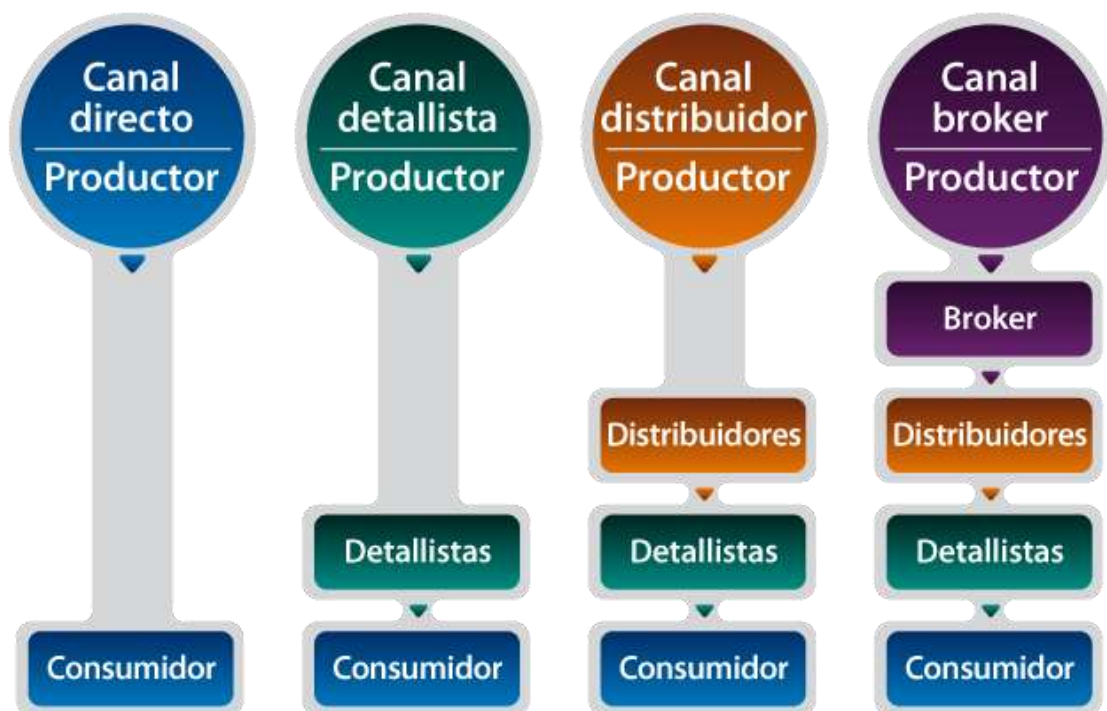 Canal
directo
Productor
Consumidor
Canal
detallista
Productor
Detallistas
Consumidor
Canal
distribuidor
Productor
Distribuidores
Detallistas
Consumidor
Canal
broker
Productor
Broker
Distribuidores
Detallistas
Consumidor